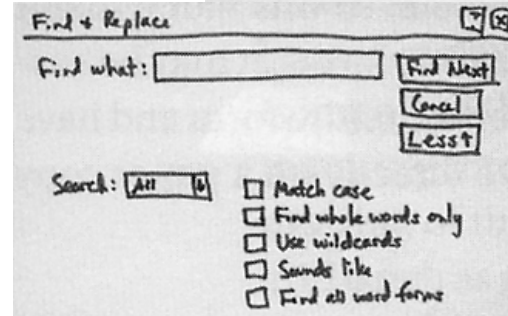 Find & Replace ? X
Find what: Find Next
Cancel
Less↑
Search: All
Match case
Find whole words only
Use wildcards
Sounds like
Find all word forms